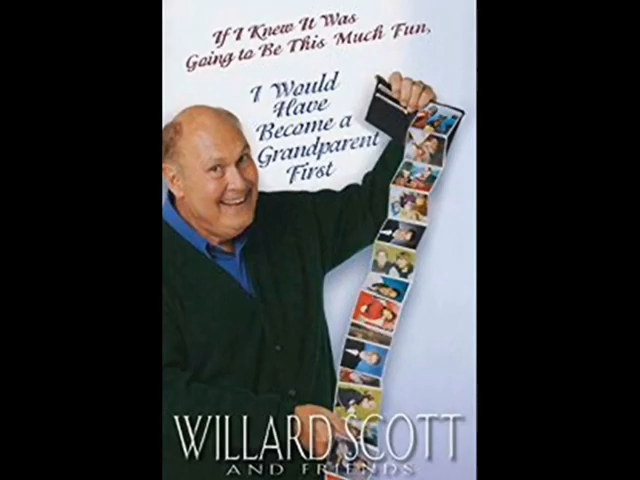 If I Knew It Was
Going to Be This Much Fun,
I Would
Have
Become a
Grandparent
First
WILLARD SCOTT
AND FRIENDS